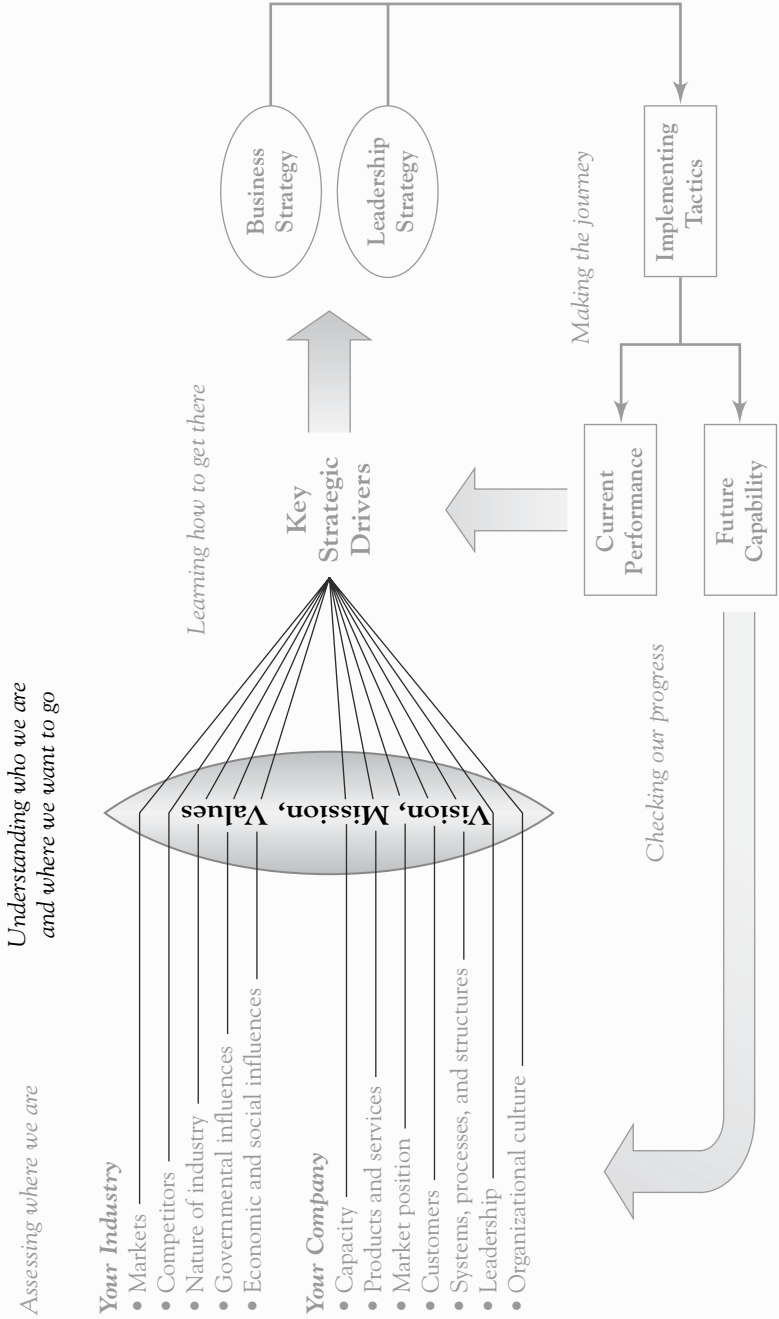 Assessing where we are
Understanding who we are
and where we want to go
Your Industry
• Markets
• Competitors
• Nature of industry
• Governmental influences
• Economic and social influences
Your Company
• Capacity
• Products and services
• Market position
• Customers
• Systems, processes, and structures
• Leadership
• Organizational culture
Vision, Mission, Values
Learning how to get there
Key
Strategic
Drivers
Business
Strategy
Leadership
Strategy
Making the journey
Implementing
Tactics
Current
Performance
Future
Capability
Checking our progress